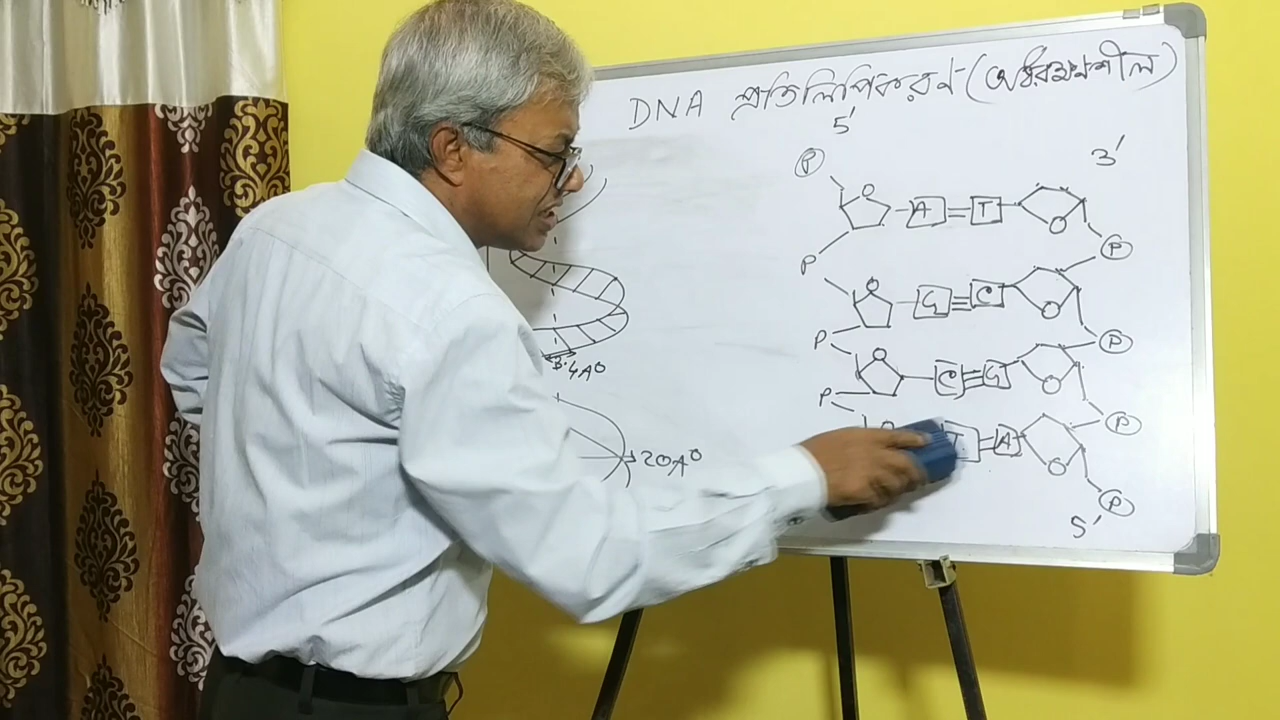 DNA প্রতিলিপিকরণ (অর্ধরক্ষণশীল)
5′
3′
P
O A = T O
P P
O G ≡ C O
P P
O C ≡ G O
P P
T = A O
P
5′
3.4A°
20A°